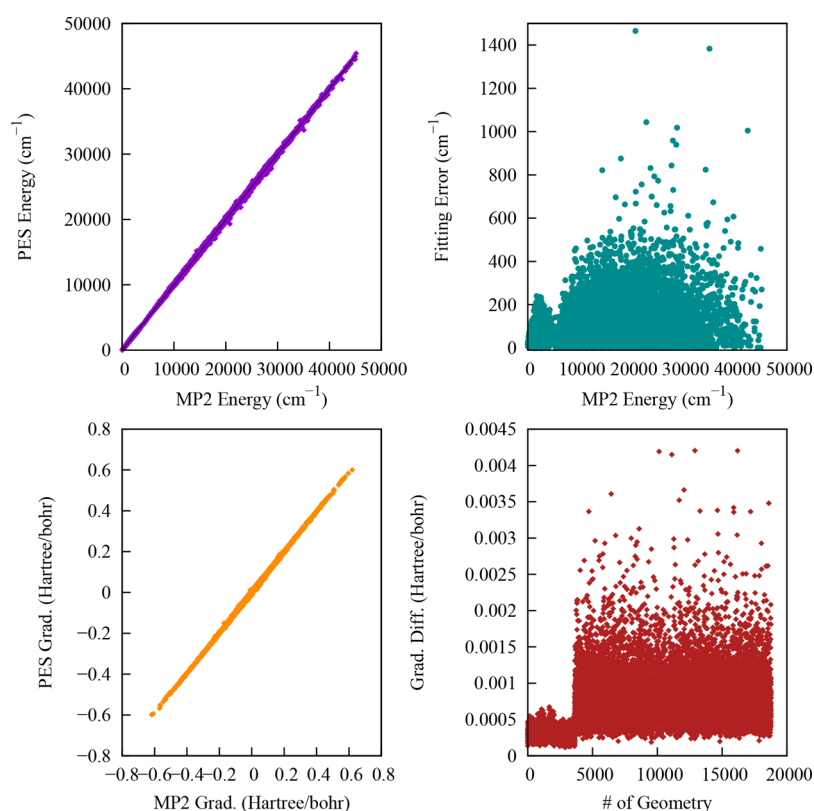 50000
40000
30000
20000
10000
0
PES Energy (cm−1)
0 10000 20000 30000 40000 50000
MP2 Energy (cm−1)
1400
1200
1000
800
600
400
200
0
Fitting Error (cm−1)
0 10000 20000 30000 40000 50000
MP2 Energy (cm−1)
0.8
0.6
0.4
0.2
0
−0.2
−0.4
−0.6
−0.8
PES Grad. (Hartree/bohr)
−0.8−0.6−0.4−0.2 0 0.2 0.4 0.6 0.8
MP2 Grad. (Hartree/bohr)
0.0045
0.004
0.0035
0.003
0.0025
0.002
0.0015
0.001
0.0005
0
Grad. Diff. (Hartree/bohr)
0 5000 10000 15000 20000
# of Geometry